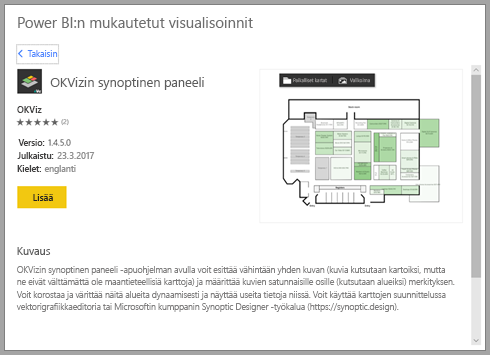 Power BI:n mukautetut visualisoinnit
Takaisin
OKVizin synoptinen paneeli
OKViz
(2)
Versio: 1.4.5.0
Julkaistu: 23.3.2017
Kielet: englanti
Lisää
Paikalliset kartat
Valikoima
Kuvaus
OKVizin synoptinen paneeli -apuohjelman avulla voit esittää vähintään yhden kuvan (kuvia kutsutaan kartoiksi, mutta
ne eivät välttämättä ole maantieteellisiä karttoja) ja määrittää kuvien satunnaisille osille (kutsutaan alueiksi) merkityksen.
Voit korostaa ja värittää näitä alueita dynaamisesti ja näyttää useita tietoja niissä. Voit käyttää karttojen suunnittelussa
vektorigrafiikkaeditoria tai Microsoftin kumppanin Synoptic Designer -työkalua (https://synoptic.design).